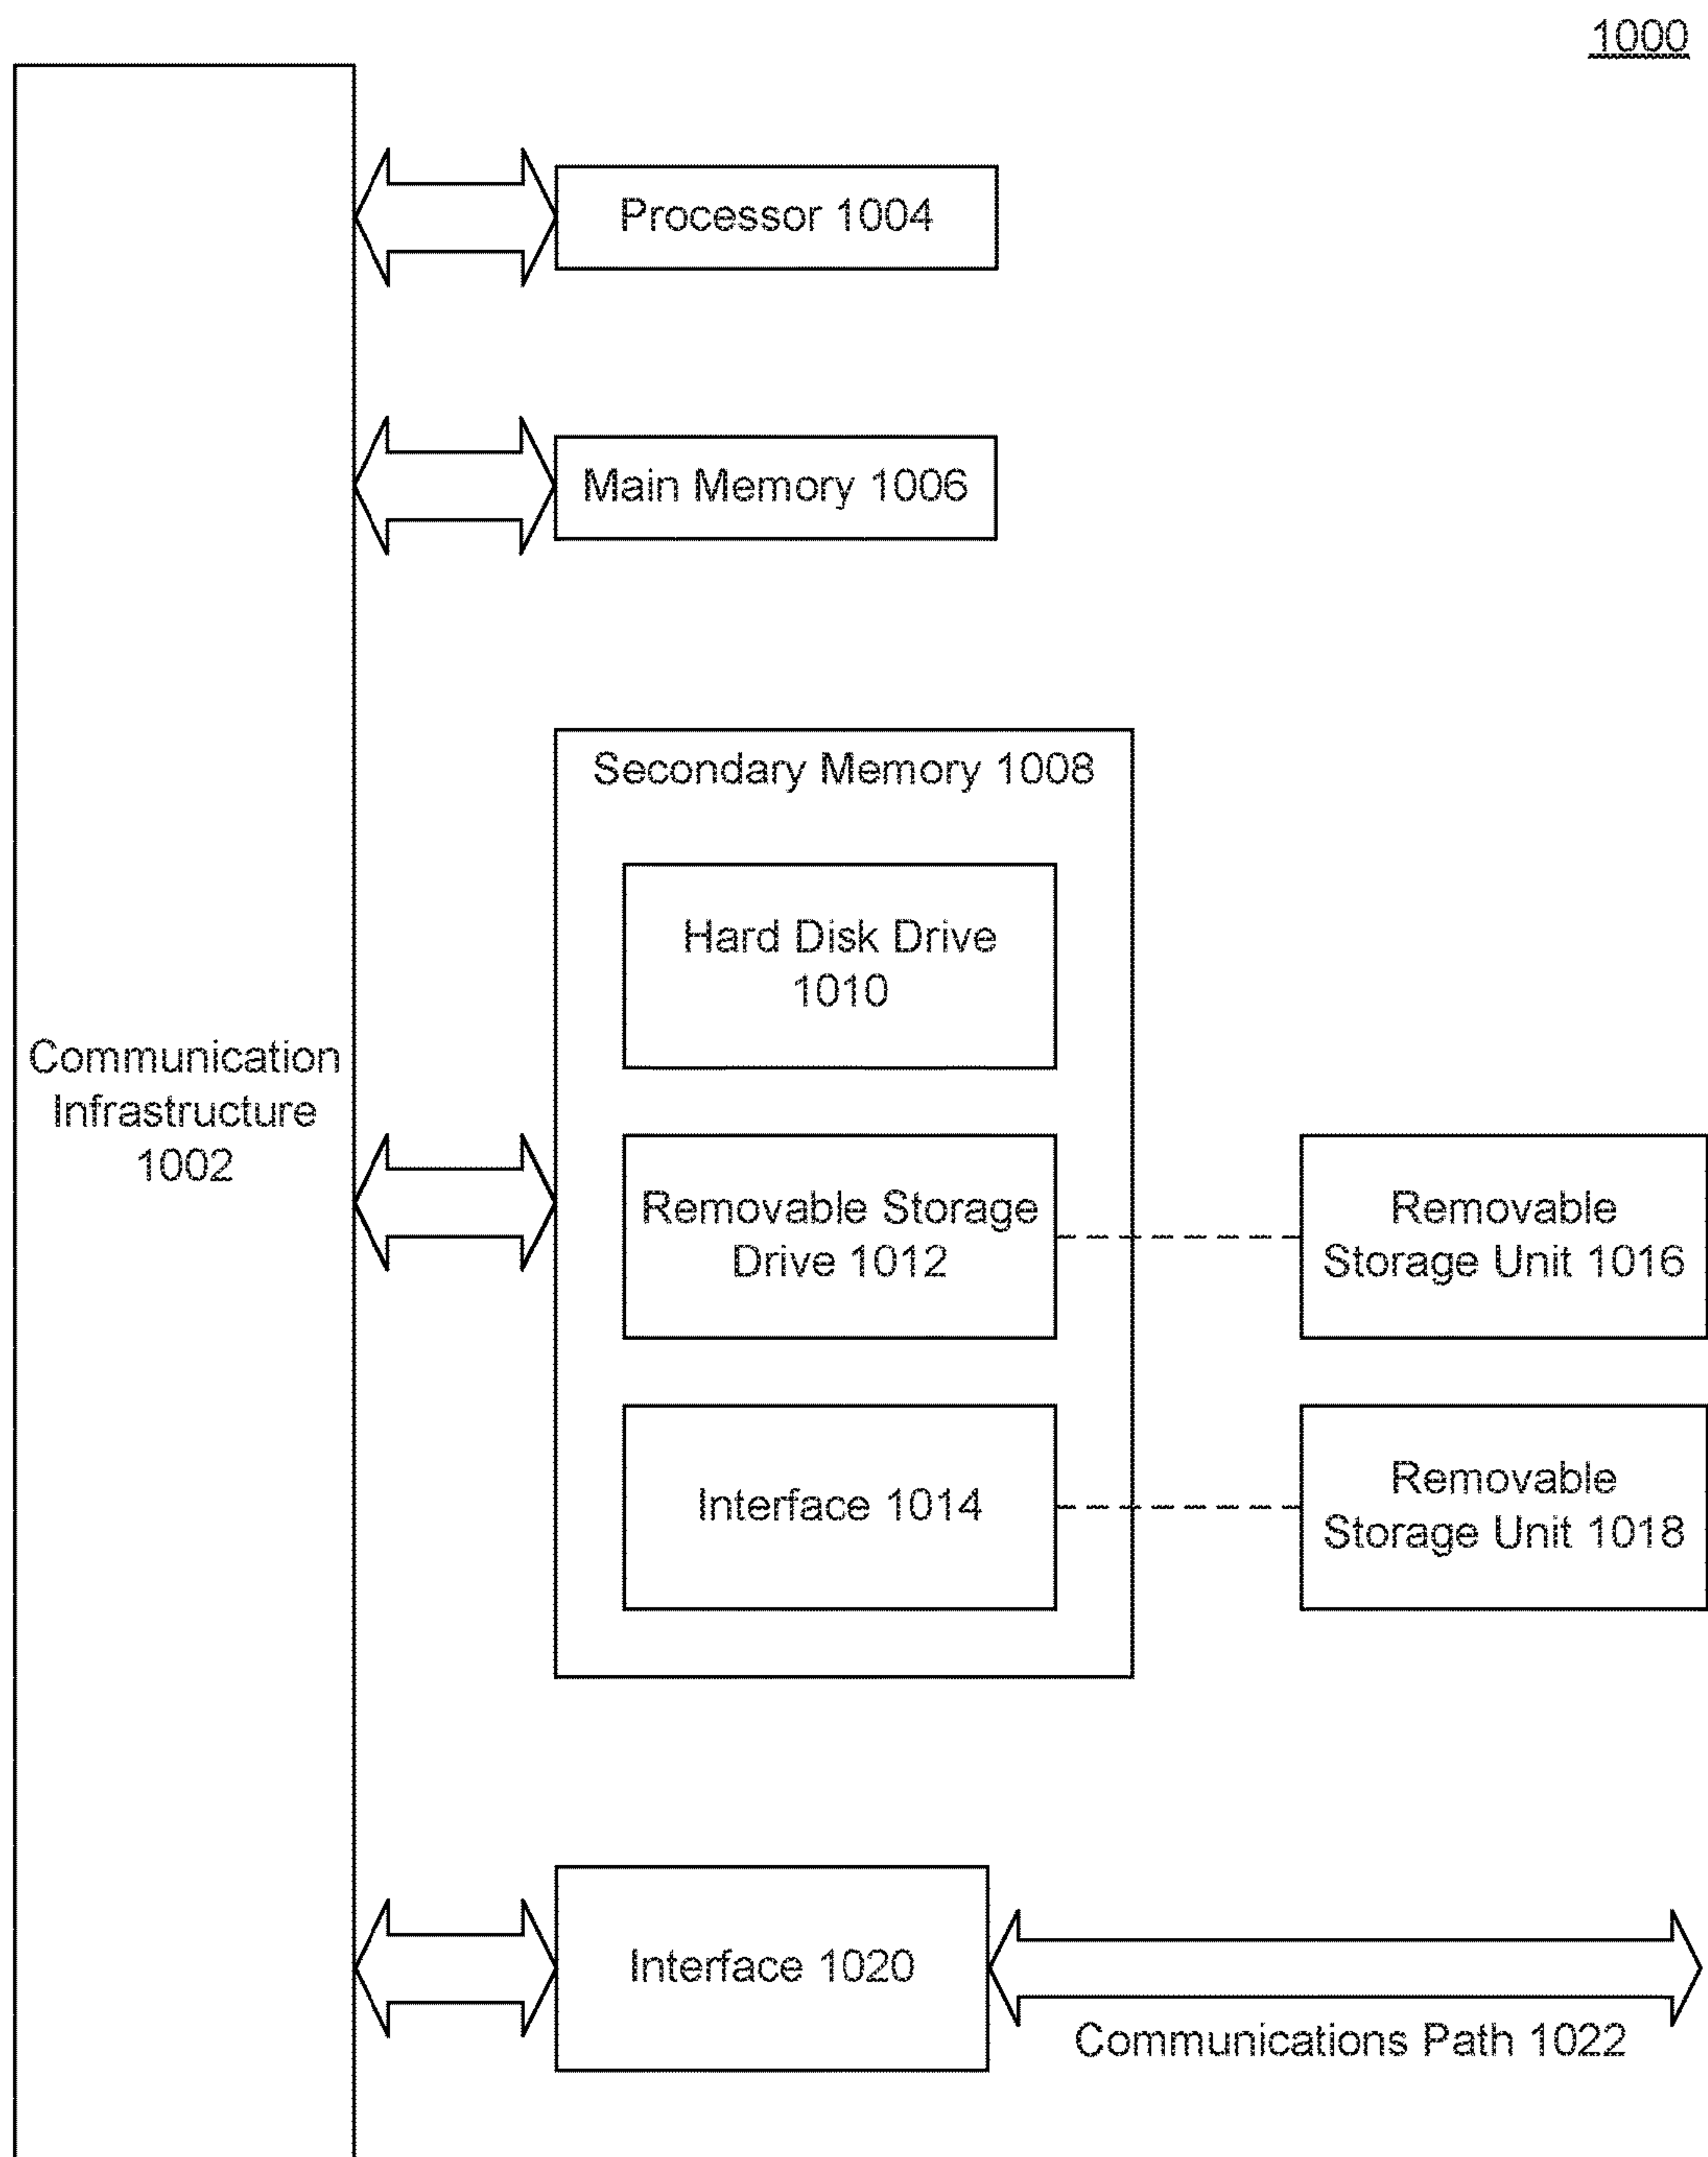 1000
Processor 1004
Main Memory 1006
Secondary Memory 1008
Hard Disk Drive
1010
Communication
Infrastructure
1002
Removable Storage
Drive 1012
Removable
Storage Unit 1016
Interface 1014
Removable
Storage Unit 1018
Interface 1020
Communications Path 1022